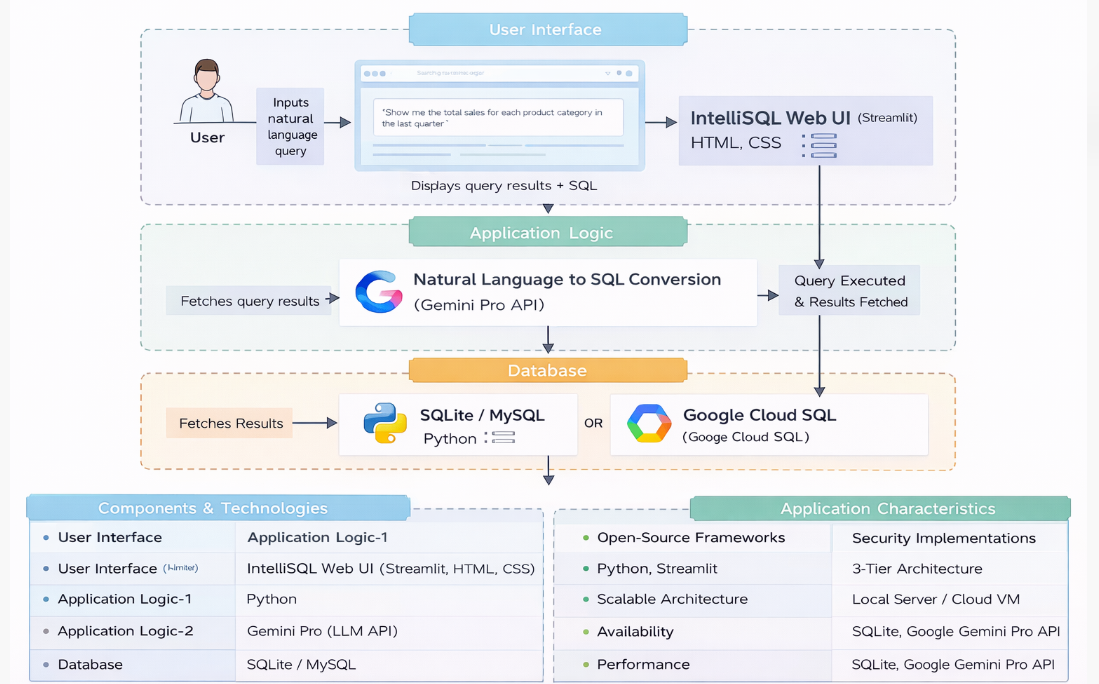 User Interface
User
Inputs
natural
language
query
"Show me the total sales for each product category in
the last quarter"
IntelliSQL Web UI (Streamlit)
HTML, CSS
Displays query results + SQL
Application Logic
Fetches query results
Natural Language to SQL Conversion
(Gemini Pro API)
Query Executed
& Results Fetched
Database
Fetches Results
SQLite / MySQL
Python
OR
Google Cloud SQL
(Googe Cloud SQL)
Components & Technologies
User Interface Application Logic-1
User Interface
IntelliSQL Web UI (Streamlit, HTML, CSS)
Application Logic-1 Python
Application Logic-2 Gemini Pro (LLM API)
Database SQLite / MySQL
Application Characteristics
Open-Source Frameworks Security Implementations
Python, Streamlit 3-Tier Architecture
Scalable Architecture Local Server / Cloud VM
Availability SQLite, Google Gemini Pro API
Performance SQLite, Google Gemini Pro API